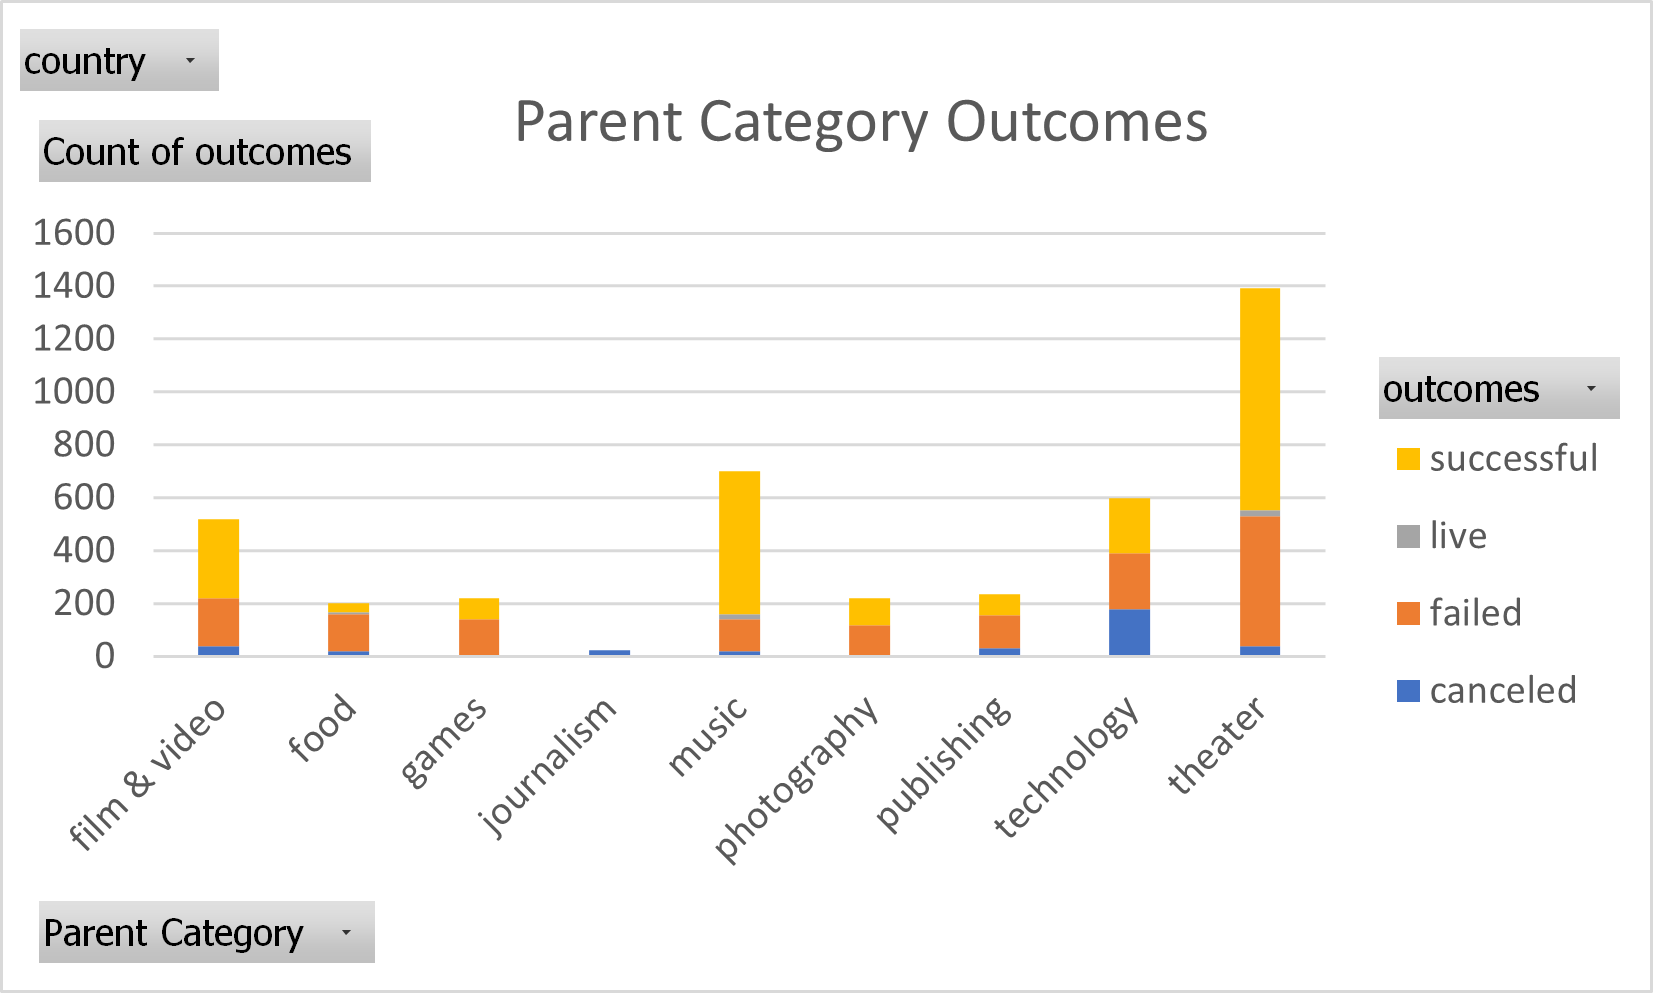 country
Count of outcomes
Parent Category Outcomes
1600
1400
1200
1000
800
600
400
200
0
film & video
food
games
journalism
music
photography
publishing
technology
theater
outcomes
successful
live
failed
canceled
Parent Category